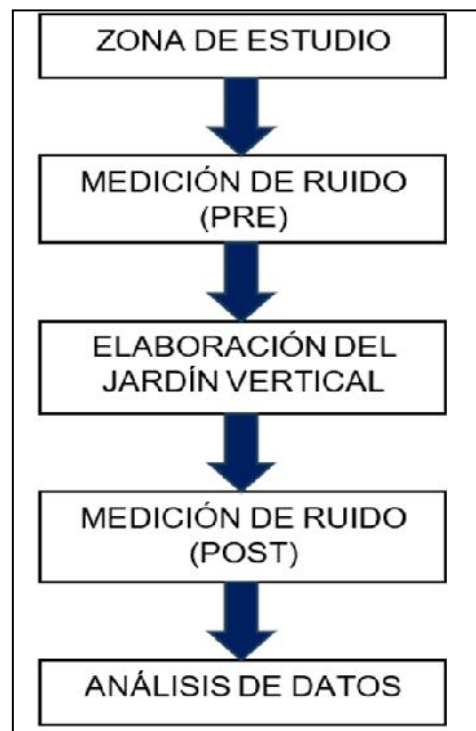 ZONA DE ESTUDIO
MEDICIÓN DE RUIDO
(PRE)
ELABORACIÓN DEL
JARDÍN VERTICAL
MEDICIÓN DE RUIDO
(POST)
ANÁLISIS DE DATOS